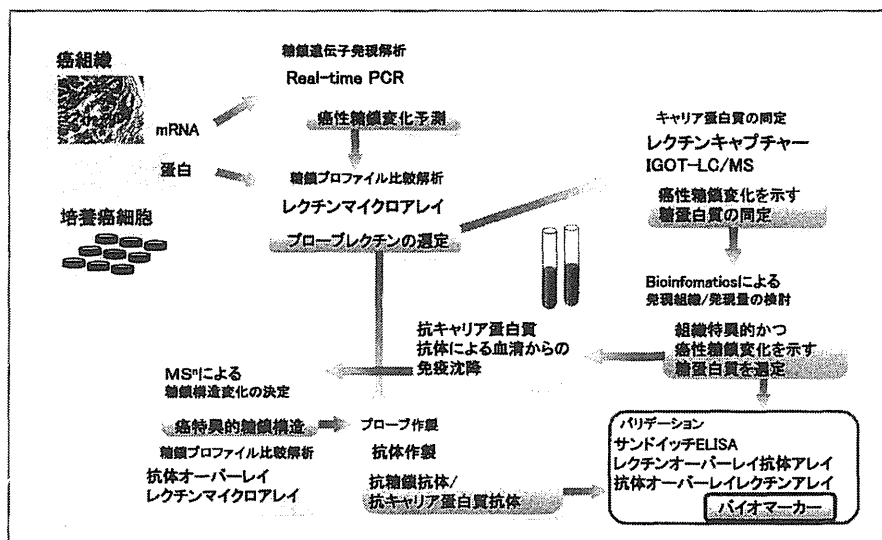 癌組織
mRNA
蛋白
培養癌細胞
糖鎖遺伝子発現解析
Real-time PCR
癌性糖鎖変化予測
糖鎖プロファイル比較解析
レクチンマイクロアレイ
プローブレクチンの選定
キャリア蛋白質の同定
レクチンキャプチャー
IGOT-LC/MS
癌性糖鎖変化を示す
糖蛋白質の同定
Bioinfomaticsによる
発現組織/発現量の検討
組織特異的かつ
癌性糖鎖変化を示す
糖蛋白質を選定
抗キャリア蛋白質
抗体による血清からの
免疫沈降
MSⁿによる
糖鎖構造変化の決定
癌特異的糖鎖構造
糖鎖プロファイル比較解析
抗体オーバーレイ
レクチンマイクロアレイ
プローブ作製
抗体作製
抗糖鎖抗体/
抗キャリア蛋白質抗体
バリデーション
サンドイッチELISA
レクチンオーバーレイ抗体アレイ
抗体オーバーレイレクチンアレイ
バイオマーカー